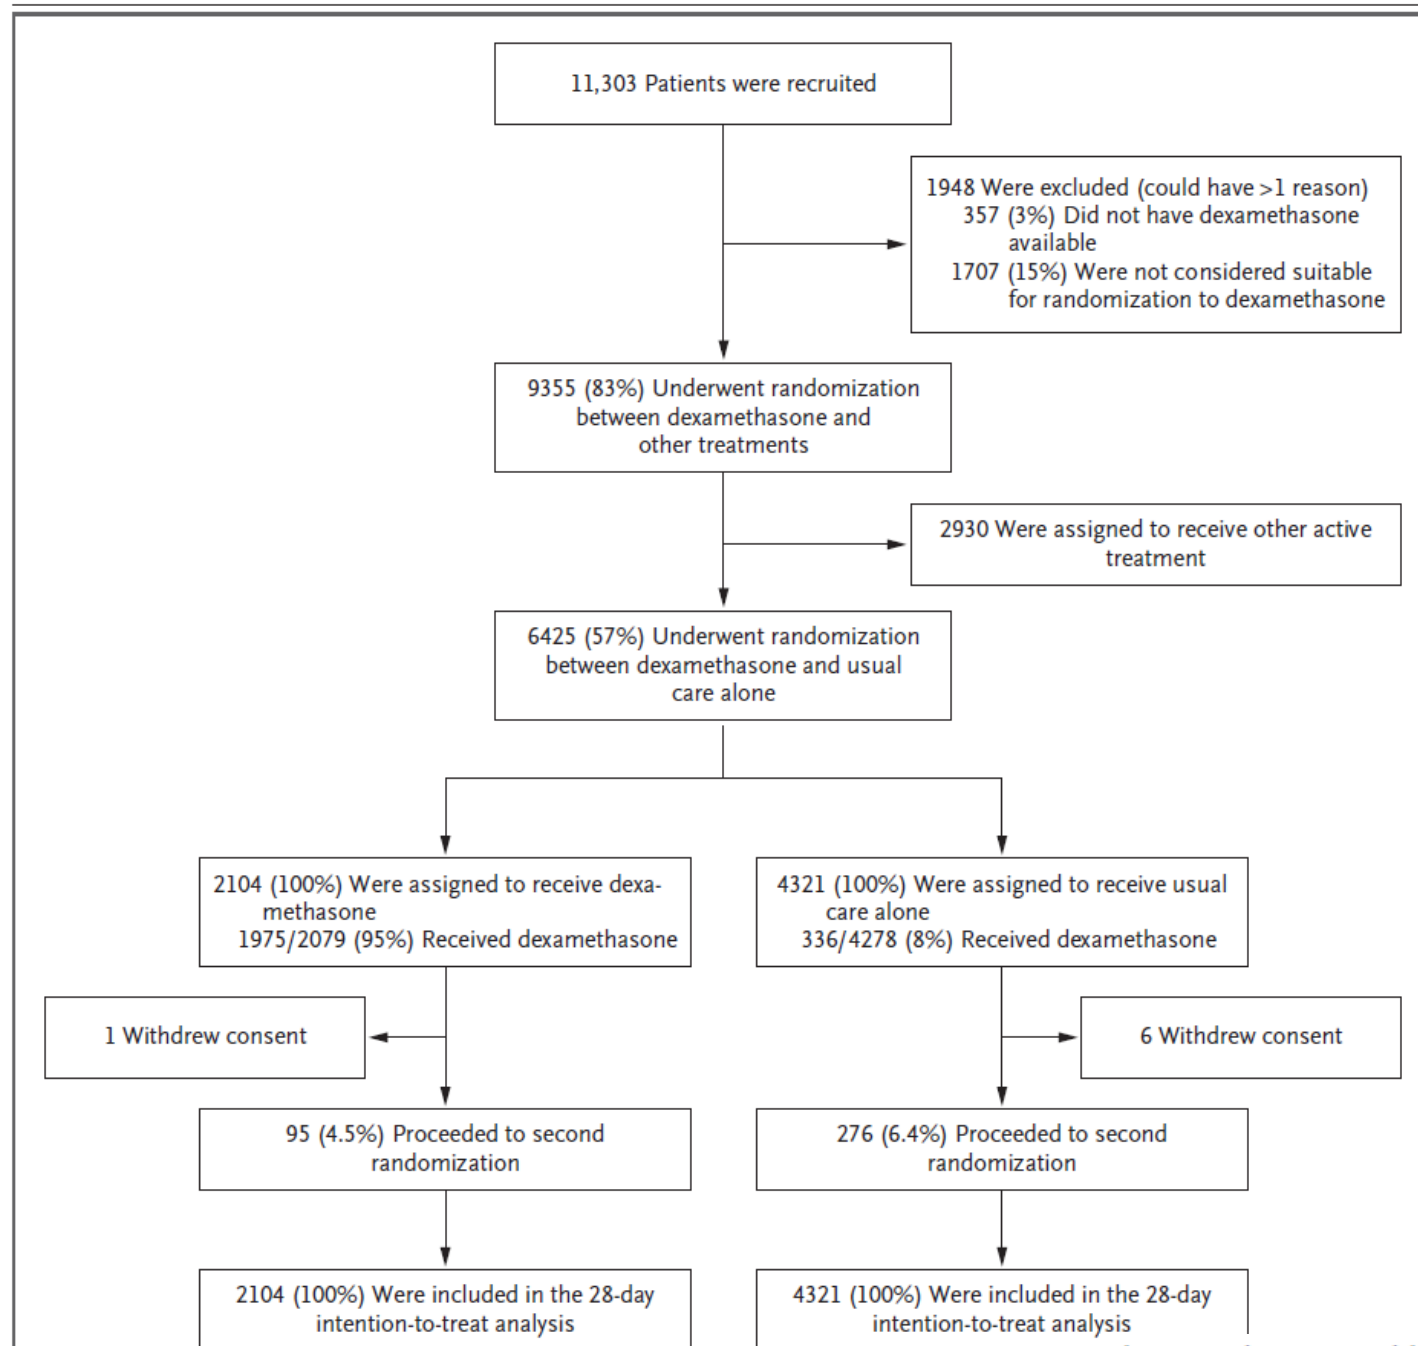 11,303 Patients were recruited
1948 Were excluded (could have >1 reason)
357 (3%) Did not have dexamethasone
available
1707 (15%) Were not considered suitable
for randomization to dexamethasone
9355 (83%) Underwent randomization
between dexamethasone and
other treatments
2930 Were assigned to receive other active
treatment
6425 (57%) Underwent randomization
between dexamethasone and usual
care alone
2104 (100%) Were assigned to receive dexa-
methasone
1975/2079 (95%) Received dexamethasone
4321 (100%) Were assigned to receive usual
care alone
336/4278 (8%) Received dexamethasone
1 Withdrew consent
6 Withdrew consent
95 (4.5%) Proceeded to second
randomization
276 (6.4%) Proceeded to second
randomization
2104 (100%) Were included in the 28-day
intention-to-treat analysis
4321 (100%) Were included in the 28-day
intention-to-treat analysis